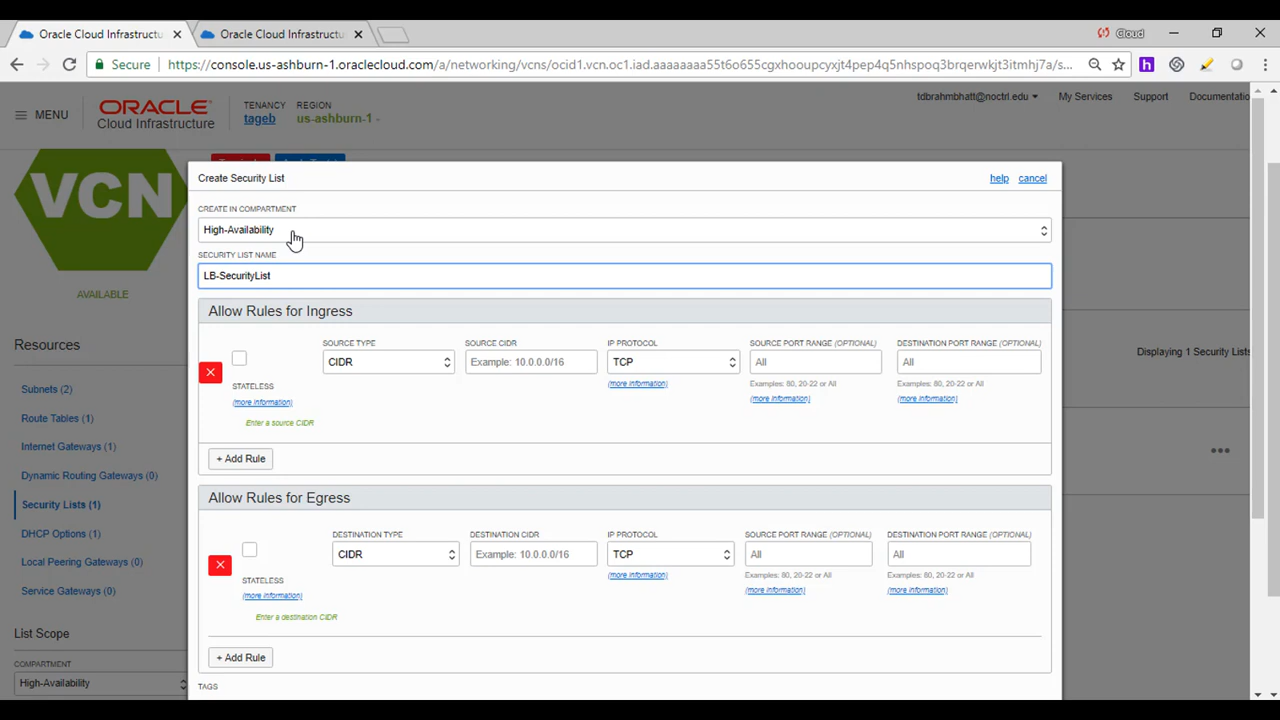 Oracle Cloud Infrastructu
Oracle Cloud Infrastructu
Cloud
Secure
https://console.us-ashburn-1.oraclecloud.com/a/networking/vcns/ocid1.vcn.oc1.iad.aaaaaaaa55t6o655cgxhooupcyxjt4pep4q5nhspoq3brqerwkjt3itmhj7a/s...
MENU
ORACLE
Cloud Infrastructure
TENANCY
tageb
REGION
us-ashburn-1
tdbrahmbhatt@noctrl.edu
My Services
Support
Documentatio
VCN
AVAILABLE
Create Security List
help
cancel
CREATE IN COMPARTMENT
High-Availability
SECURITY LIST NAME
LB-SecurityList
Allow Rules for Ingress
STATELESS
(more information)
SOURCE TYPE
CIDR
SOURCE CIDR
Example: 10.0.0.0/16
IP PROTOCOL
TCP
(more information)
SOURCE PORT RANGE (OPTIONAL)
All
Examples: 80, 20-22 or All
(more information)
DESTINATION PORT RANGE (OPTIONAL)
All
Examples: 80, 20-22 or All
(more information)
Enter a source CIDR
+ Add Rule
Allow Rules for Egress
STATELESS
(more information)
DESTINATION TYPE
CIDR
DESTINATION CIDR
Example: 10.0.0.0/16
IP PROTOCOL
TCP
(more information)
SOURCE PORT RANGE (OPTIONAL)
All
Examples: 80, 20-22 or All
(more information)
DESTINATION PORT RANGE (OPTIONAL)
All
Examples: 80, 20-22 or All
(more information)
Enter a destination CIDR
+ Add Rule
TAGS
Resources
Subnets (2)
Route Tables (1)
Internet Gateways (1)
Dynamic Routing Gateways (0)
Security Lists (1)
DHCP Options (1)
Local Peering Gateways (0)
Service Gateways (0)
List Scope
COMPARTMENT
High-Availability
Displaying 1 Security Lists